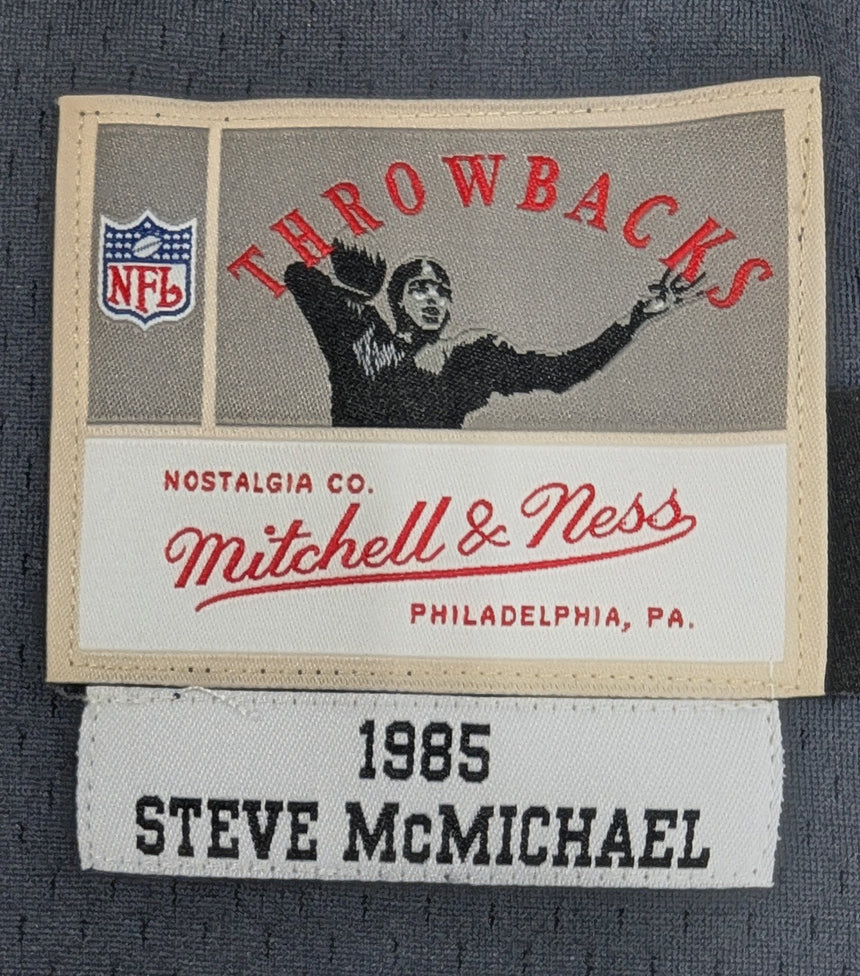 THROWBACKS
NFL
NOSTALGIA CO.
Mitchell & Ness
PHILADELPHIA, PA.
1985
STEVE McMICHAEL